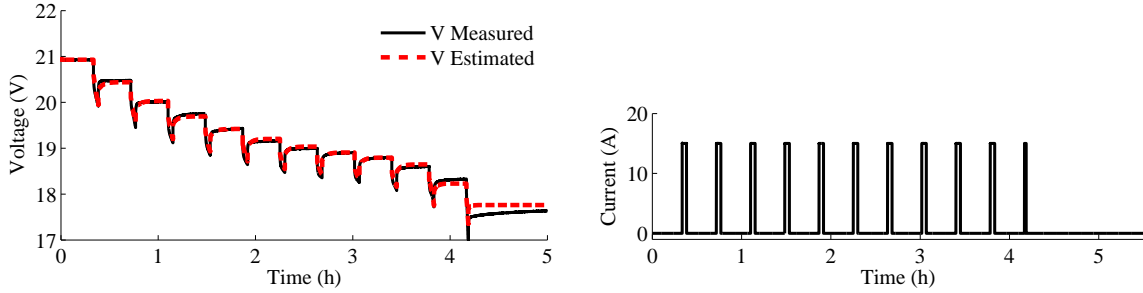 22
21
20
19
18
17
Voltage (V)
V Measured
V Estimated
0 1 2 3 4 5
Time (h)
20
10
0
Current (A)
0 1 2 3 4 5
Time (h)